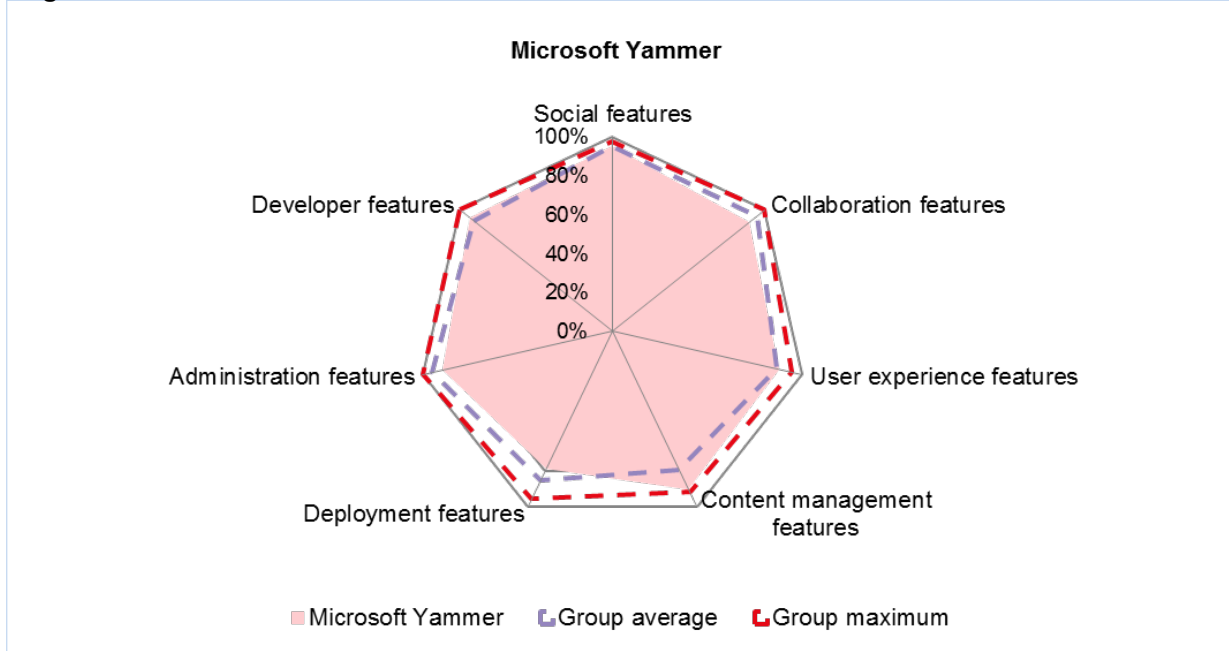 Microsoft Yammer
Social features
100%
80%
60%
40%
20%
0%
Developer features
Collaboration features
Administration features
User experience features
Deployment features
Content management
features
Microsoft Yammer
Group average
Group maximum